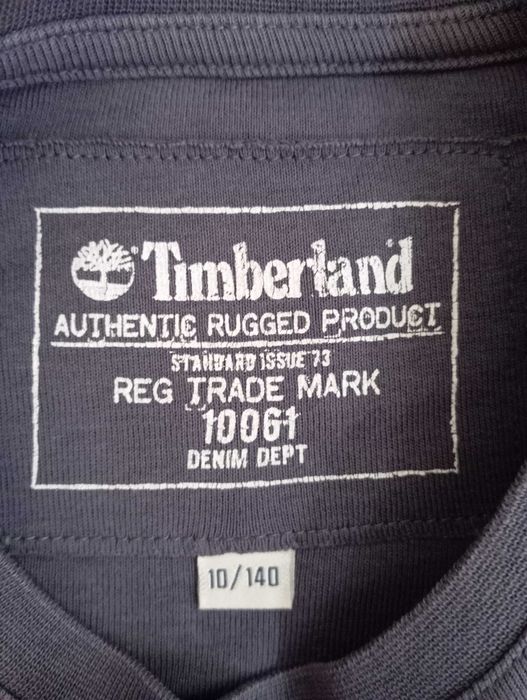 Timberland
AUTHENTIC RUGGED PRODUCT
STANDARD ISSUE 73
REG TRADE MARK
10061
DENIM DEPT
10/140